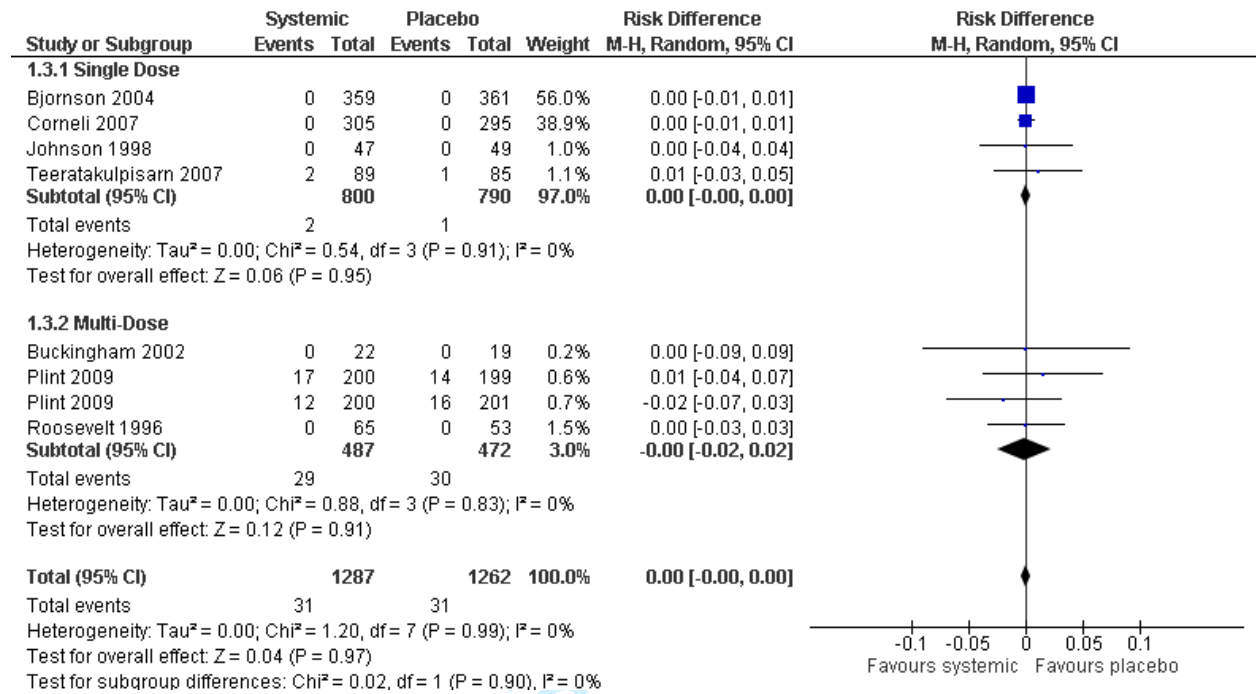 Systemic Placebo Risk Difference Risk Difference
Study or Subgroup Events Total Events Total Weight M-H, Random, 95% CI M-H, Random, 95% CI
1.3.1 Single Dose
Bjornson 2004 0 359 0 361 56.0% 0.00 [-0.01, 0.01]
Corneli 2007 0 305 0 295 38.9% 0.00 [-0.01, 0.01]
Johnson 1998 0 47 0 49 1.0% 0.00 [-0.04, 0.04]
Teeratakulpisarn 2007 2 89 1 85 1.1% 0.01 [-0.03, 0.05]
Subtotal (95% CI) 800 790 97.0% 0.00 [-0.00, 0.00]
Total events 2 1
Heterogeneity: Tau² = 0.00; Chi² = 0.54, df = 3 (P = 0.91); I² = 0%
Test for overall effect: Z = 0.06 (P = 0.95)
1.3.2 Multi-Dose
Buckingham 2002 0 22 0 19 0.2% 0.00 [-0.09, 0.09]
Plint 2009 17 200 14 199 0.6% 0.01 [-0.04, 0.07]
Plint 2009 12 200 16 201 0.7% -0.02 [-0.07, 0.03]
Roosevelt 1996 0 65 0 53 1.5% 0.00 [-0.03, 0.03]
Subtotal (95% CI) 487 472 3.0% -0.00 [-0.02, 0.02]
Total events 29 30
Heterogeneity: Tau² = 0.00; Chi² = 0.88, df = 3 (P = 0.83); I² = 0%
Test for overall effect: Z = 0.12 (P = 0.91)
Total (95% CI) 1287 1262 100.0% 0.00 [-0.00, 0.00]
Total events 31 31
Heterogeneity: Tau² = 0.00; Chi² = 1.20, df = 7 (P = 0.99); I² = 0%
Test for overall effect: Z = 0.04 (P = 0.97)
Test for subgroup differences: Chi² = 0.02, df = 1 (P = 0.90), I² = 0%
-0.1 -0.05 0 0.05 0.1
Favours systemic Favours placebo